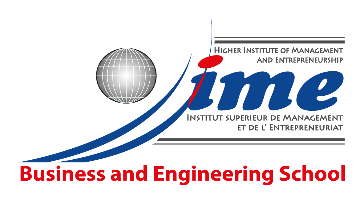 Higher Institute of Management
and Entrepreneurship
ime
Institut superieur de Management
et de l' Entrepreneuriat
Business and Engineering School